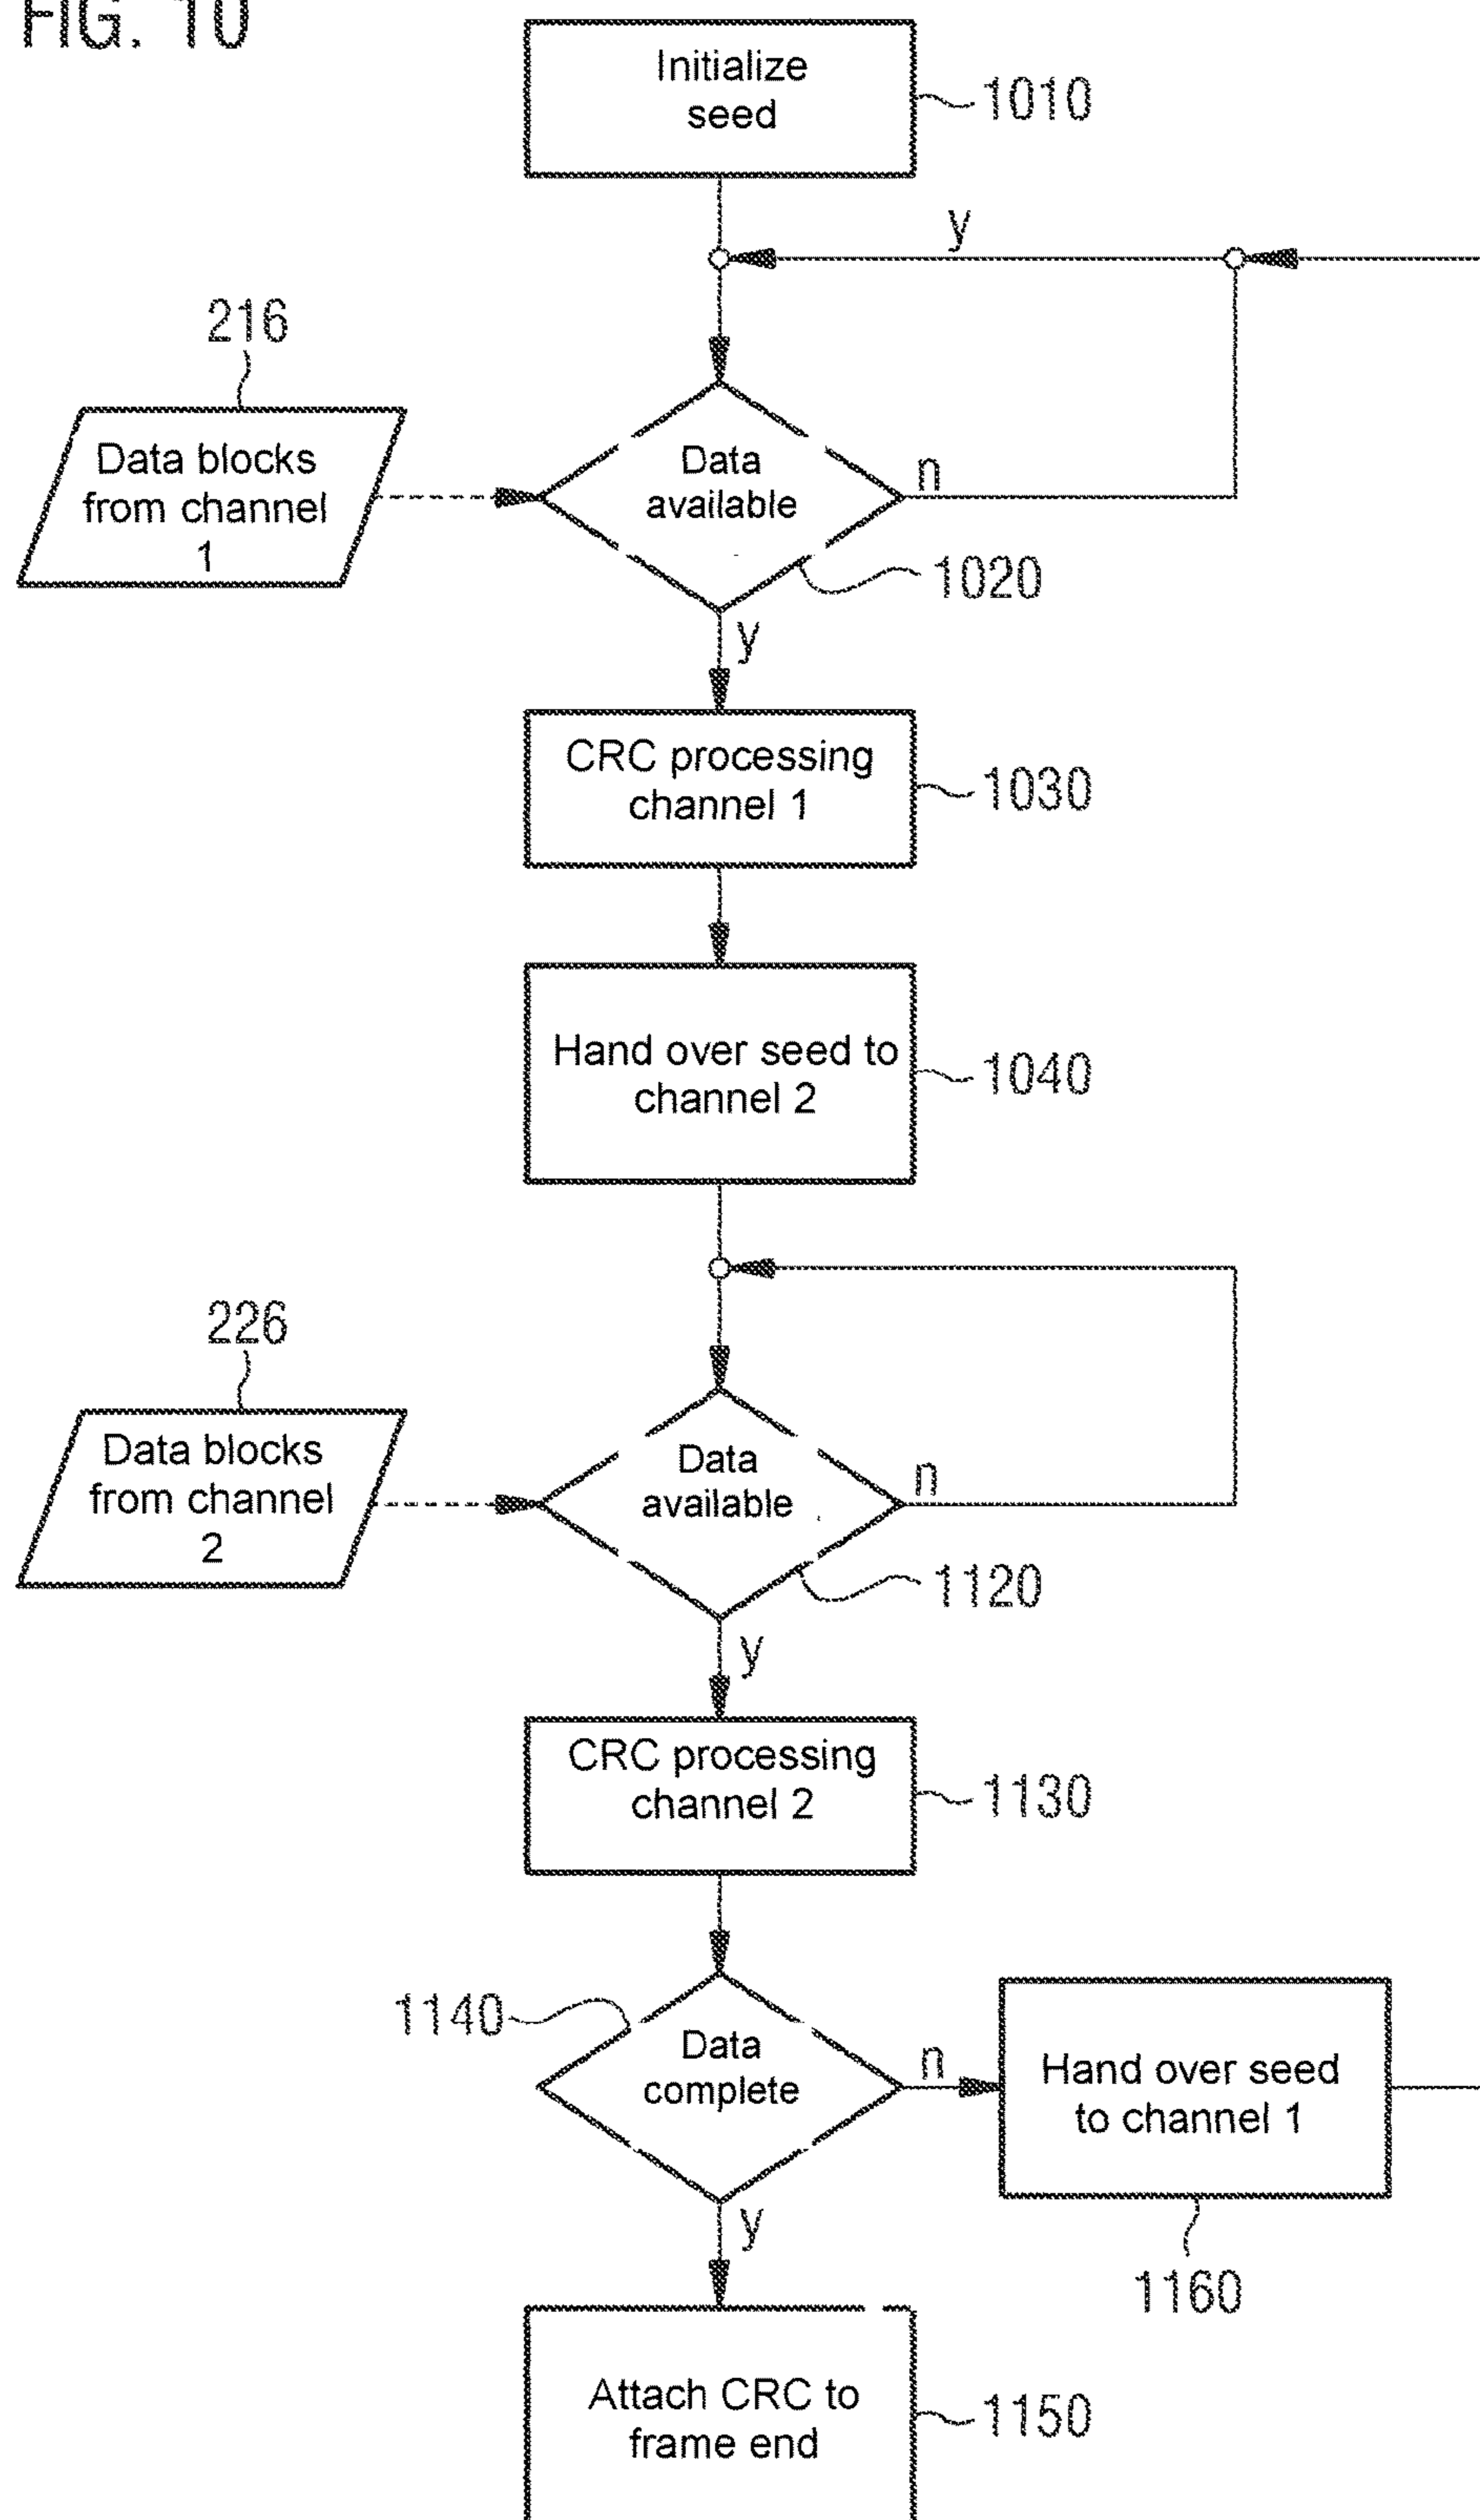 FIG. 10
Initialize
seed
1010
y
216
Data blocks
from channel
1
Data
available
n
1020
y
CRC processing
channel 1
1030
Hand over seed to
channel 2
1040
226
Data blocks
from channel
2
Data
available
n
1120
y
CRC processing
channel 2
1130
1140
Data
complete
n
Hand over seed
to channel 1
y
1160
Attach CRC to
frame end
1150